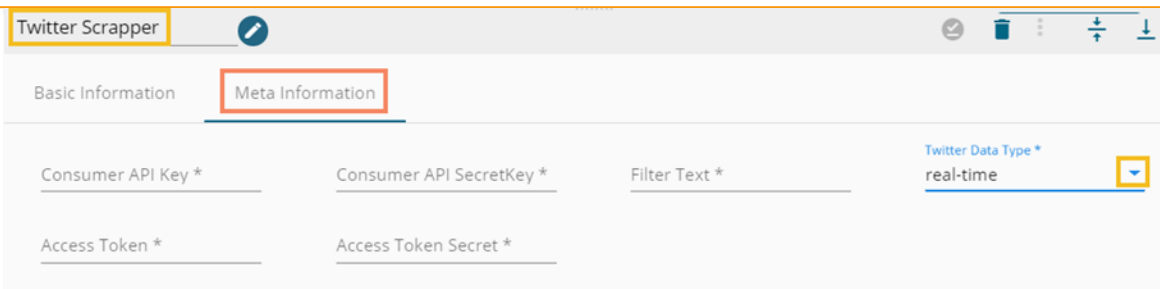 Twitter Scrapper
Basic Information Meta Information
Twitter Data Type *
Consumer API Key * Consumer API SecretKey * Filter Text * real-time
Access Token * Access Token Secret *